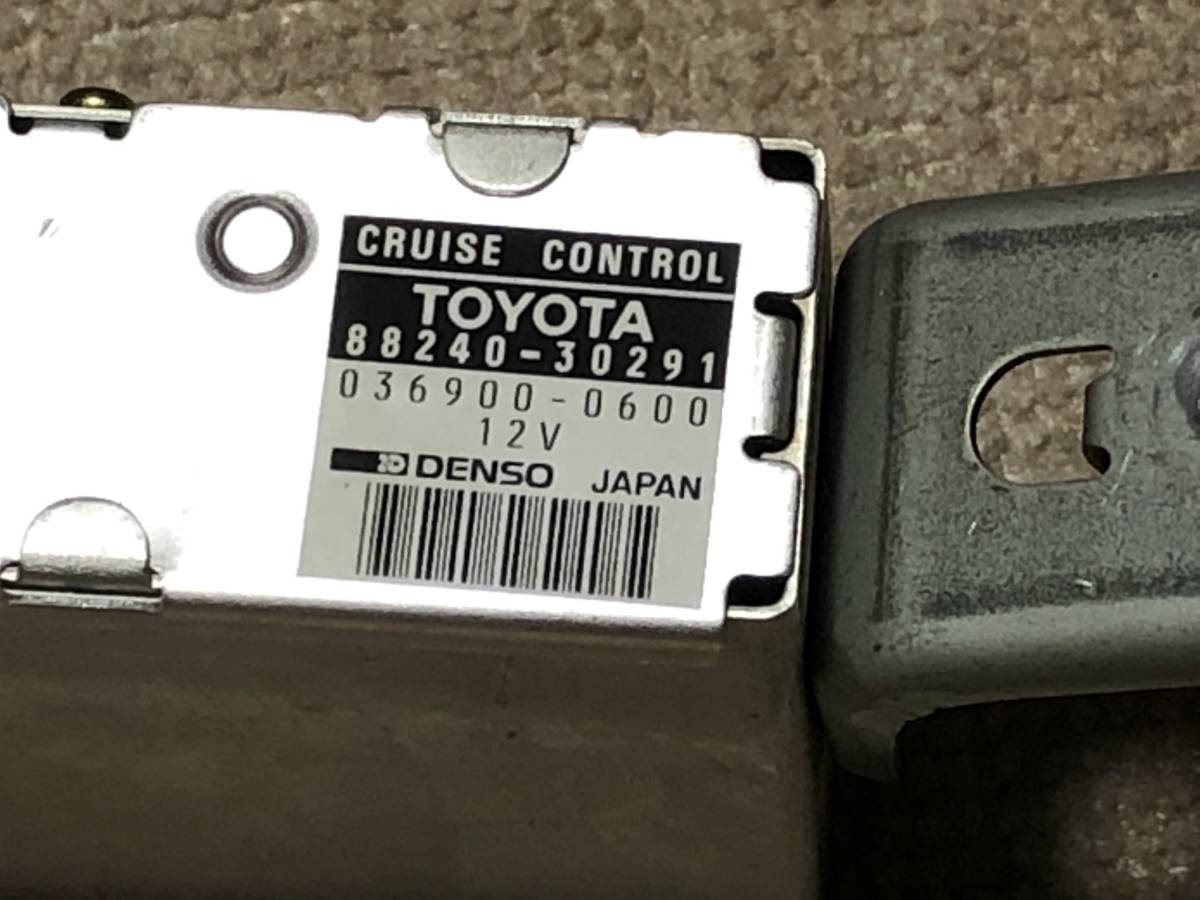 CRUISE CONTROL
TOYOTA
88240-30291
036900-0600
12V
DENSO JAPAN